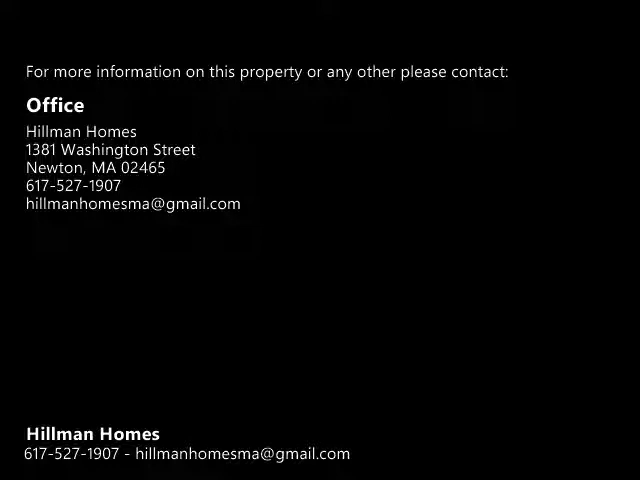 For more information on this property or any other please contact:
Office
Hillman Homes
1381 Washington Street
Newton, MA 02465
617-527-1907
hillmanhomesma@gmail.com
Hillman Homes
617-527-1907 - hillmanhomesma@gmail.com